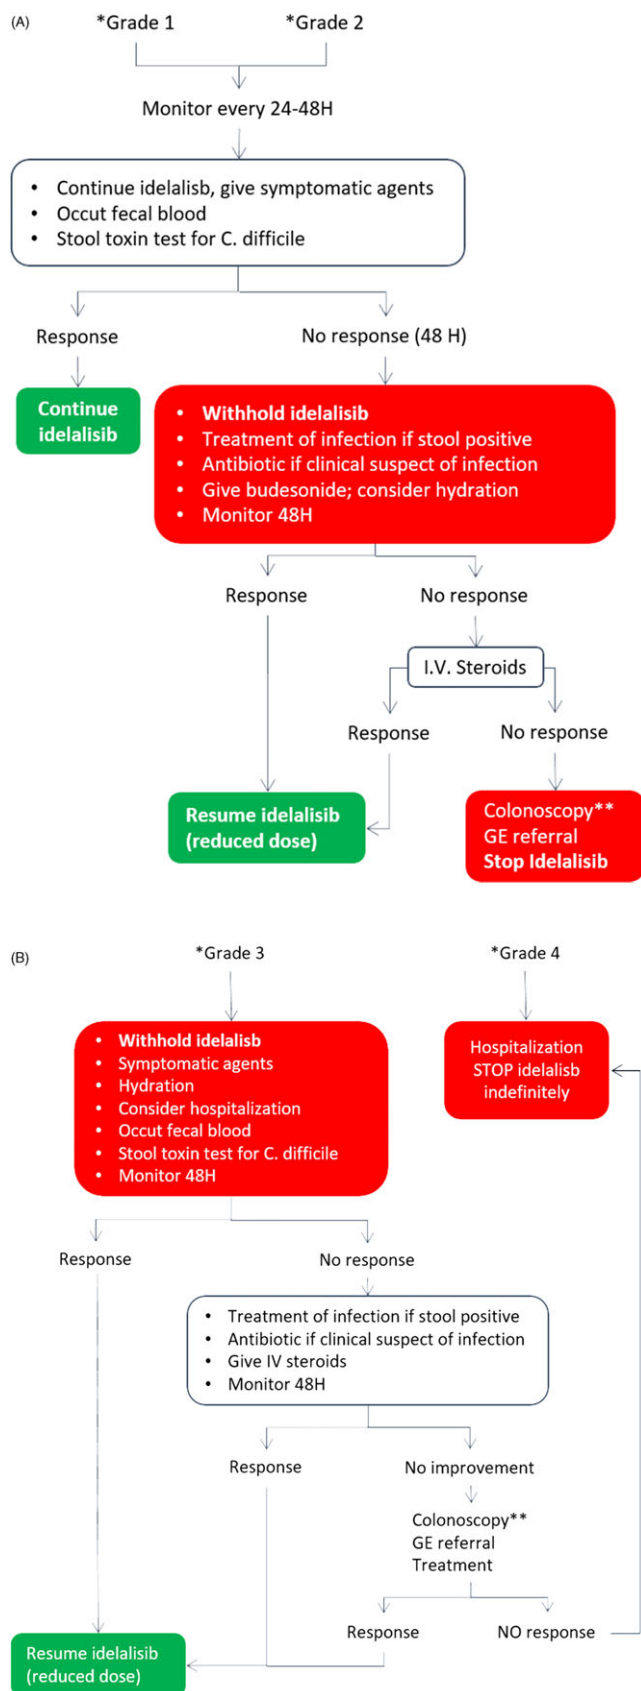 (A)
*Grade 1
*Grade 2
Monitor every 24-48H
• Continue idelalisb, give symptomatic agents
• Occut fecal blood
• Stool toxin test for C. difficile
Response
No response (48 H)
Continue
idelalisib
• Withhold idelalisib
• Treatment of infection if stool positive
• Antibiotic if clinical suspect of infection
• Give budesonide; consider hydration
• Monitor 48H
Response
No response
I.V. Steroids
Response
No response
Resume idelalisib
(reduced dose)
Colonoscopy**
GE referral
Stop Idelalisib
(B)
*Grade 3
*Grade 4
• Withhold idelalisb
• Symptomatic agents
• Hydration
• Consider hospitalization
• Occut fecal blood
• Stool toxin test for C. difficile
• Monitor 48H
Hospitalization
STOP idelalisb
indefinitely
Response
No response
• Treatment of infection if stool positive
• Antibiotic if clinical suspect of infection
• Give IV steroids
• Monitor 48H
Response
No improvement
Colonoscopy**
GE referral
Treatment
Response
NO response
Resume idelalisib
(reduced dose)